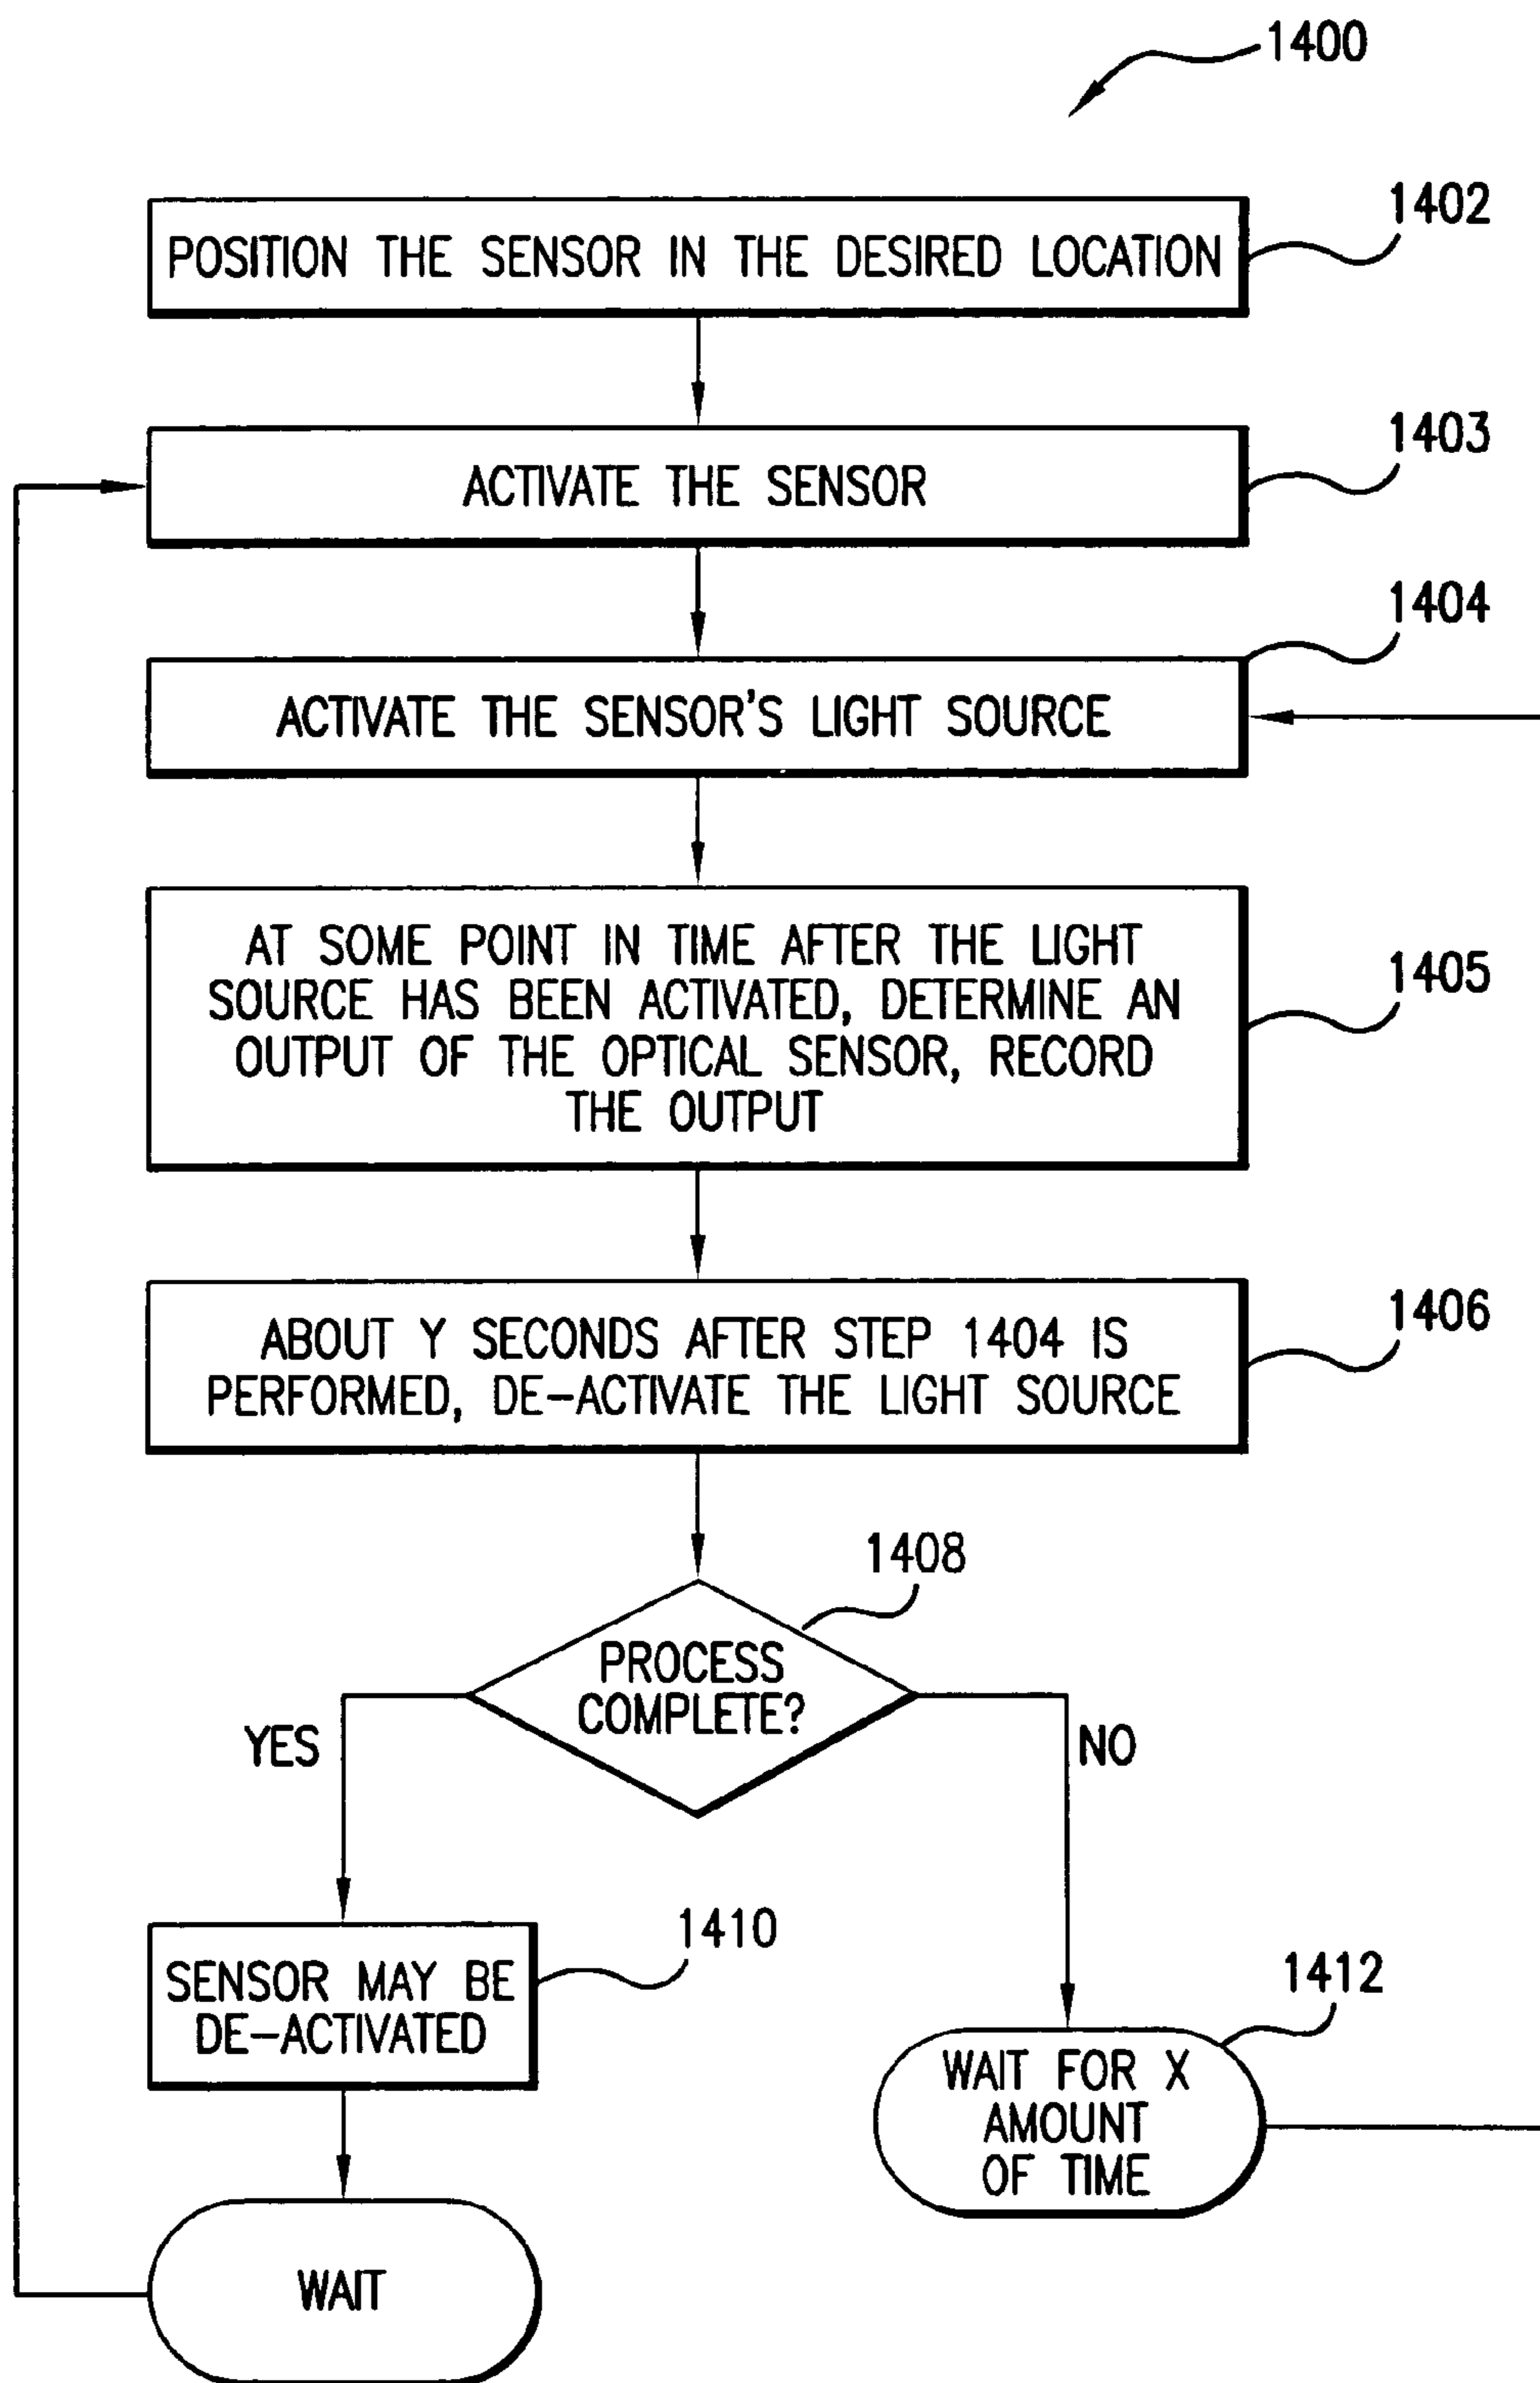 1400
1402
POSITION THE SENSOR IN THE DESIRED LOCATION
1403
ACTIVATE THE SENSOR
1404
ACTIVATE THE SENSOR'S LIGHT SOURCE
AT SOME POINT IN TIME AFTER THE LIGHT
SOURCE HAS BEEN ACTIVATED, DETERMINE AN
OUTPUT OF THE OPTICAL SENSOR, RECORD
THE OUTPUT
1405
ABOUT Y SECONDS AFTER STEP 1404 IS
PERFORMED, DE-ACTIVATE THE LIGHT SOURCE
1406
1408
PROCESS
COMPLETE?
YES
NO
1410
SENSOR MAY BE
DE-ACTIVATED
1412
WAIT FOR X
AMOUNT
OF TIME
WAIT